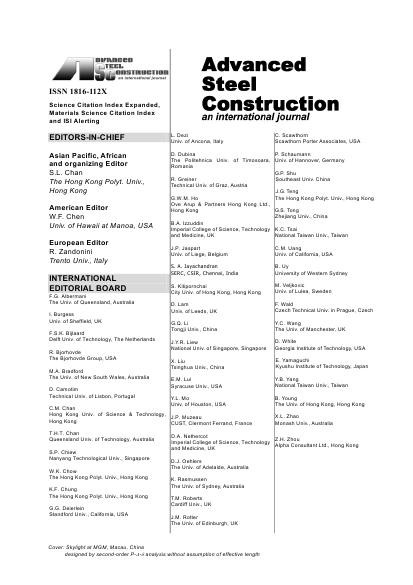 ADVANCED
STEEL
CONSTRUCTION
an international journal
ISSN 1816-112X
Science Citation Index Expanded,
Materials Science Citation Index
and ISI Alerting
EDITORS-IN-CHIEF
Asian Pacific, African
and organizing Editor
S.L. Chan
The Hong Kong Polyt. Univ.,
Hong Kong
American Editor
W.F. Chen
Univ. of Hawaii at Manoa, USA
European Editor
R. Zandonini
Trento Univ., Italy
INTERNATIONAL
EDITORIAL BOARD
F.G. Albermani
The Univ. of Queensland, Australia
I. Burgess
Univ. of Sheffield, UK
F.S.K. Bijlaard
Delft Univ. of Technology, The Netherlands
R. Bjorhovde
The Bjorhovde Group, USA
M.A. Bradford
The Univ. of New South Wales, Australia
D. Camotim
Technical Univ. of Lisbon, Portugal
C.M. Chan
Hong Kong Univ. of Science & Technology,
Hong Kong
T.H.T. Chan
Queensland Univ. of Technology, Australia
S.P. Chiew
Nanyang Technological Univ., Singapore
W.K. Chow
The Hong Kong Polyt. Univ., Hong Kong
K.F. Chung
The Hong Kong Polyt. Univ., Hong Kong
G.G. Deierlein
Standford Univ., California, USA
Advanced
Steel
Construction
an international journal
L. Dezi
Univ. of Ancona, Italy
D. Dubina
The Politehnica Univ. of Timosoara,
Romania
R. Greiner
Technical Univ. of Graz, Austria
G.W.M. Ho
Ove Arup & Partners Hong Kong Ltd.,
Hong Kong
B.A. Izzuddin
Imperial College of Science, Technology
and Medicine, UK
J.P. Jaspart
Univ. of Liege, Belgium
S. A. Jayachandran
SERC, CSIR, Chennai, India
S. Kitipornchai
City Univ. of Hong Kong, Hong Kong
D. Lam
Univ. of Leeds, UK
G.Q. Li
Tongji Univ., China
J.Y.R. Liew
National Univ. of Singapore, Singapore
X. Liu
Tsinghua Univ., China
E.M. Lui
Syracuse Univ., USA
Y.L. Mo
Univ. of Houston, USA
J.P. Muzeau
CUST, Clermont Ferrand, France
D.A. Nethercot
Imperial College of Science, Technology
and Medicine, UK
D.J. Oehlers
The Univ. of Adelaide, Australia
K. Rasmussen
The Univ. of Sydney, Australia
T.M. Roberts
Cardiff Univ., UK
J.M. Rotter
The Univ. of Edinburgh, UK
C. Scawthorn
Scawthorn Porter Associates, USA
P. Schaumann
Univ. of Hannover, Germany
G.P. Shu
Southeast Univ. China
J.G. Teng
The Hong Kong Polyt. Univ., Hong Kong
G.S. Tong
Zhejiang Univ., China
K.C. Tsai
National Taiwan Univ., Taiwan
C.M. Uang
Univ. of California, USA
B. Uy
University of Western Sydney
M. Veljkovic
Univ. of Lulea, Sweden
F. Wald
Czech Technical Univ. in Prague, Czech
Y.C. Wang
The Univ. of Manchester, UK
D. White
Georgia Institute of Technology, USA
E. Yamaguchi
Kyushu Institute of Technology, Japan
Y.B. Yang
National Taiwan Univ., Taiwan
B. Young
The Univ. of Hong Kong, Hong Kong
X.L. Zhao
Monash Univ., Australia
Z.H. Zhou
Alpha Consultant Ltd., Hong Kong
Cover: Skylight at MGM, Macau, China
designed by second-order analysis without assumption of effective length